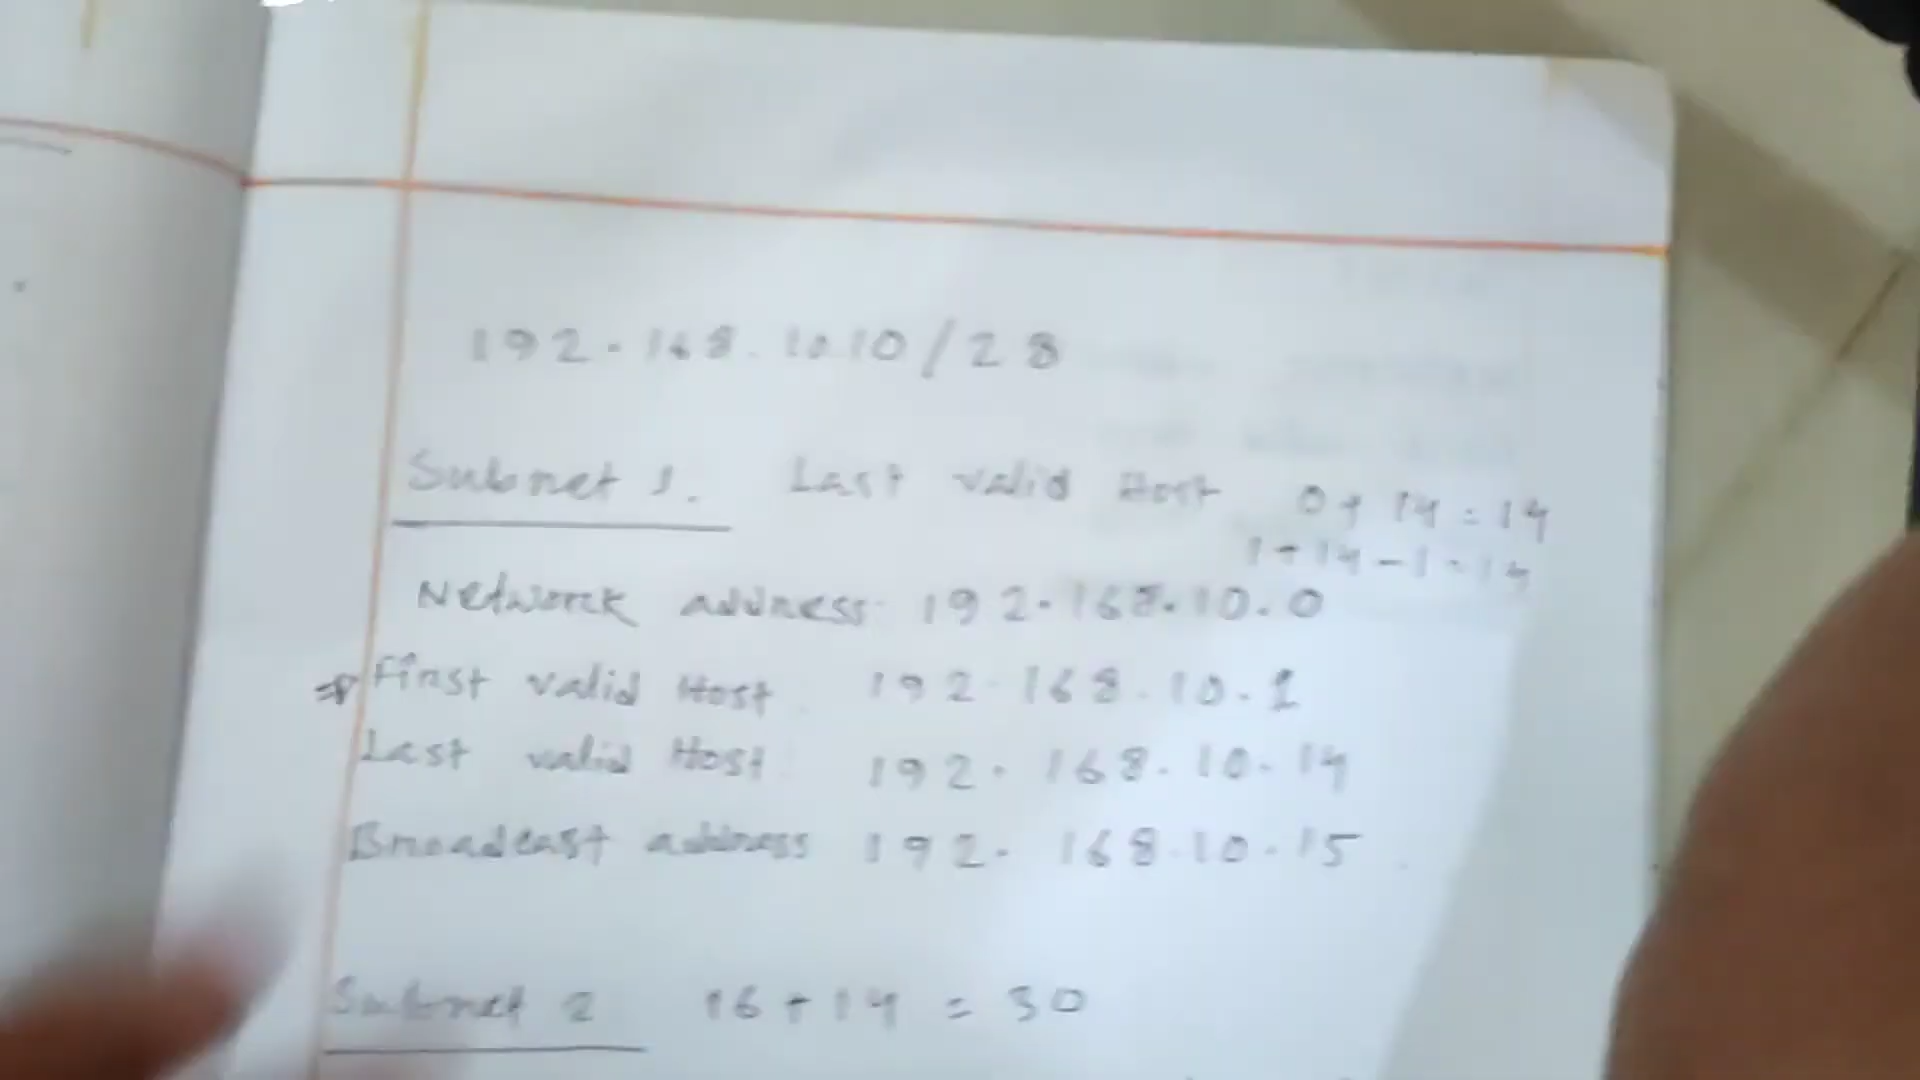 192.168.10.10/28
Subnet 1. Last valid Host 0+14=14
1+14-1=14
Network address 192.168.10.0
⇒ First valid Host 192.168.10.1
Last valid Host 192.168.10.14
Broadcast address 192.168.10.15
Subnet 2 16+14=30